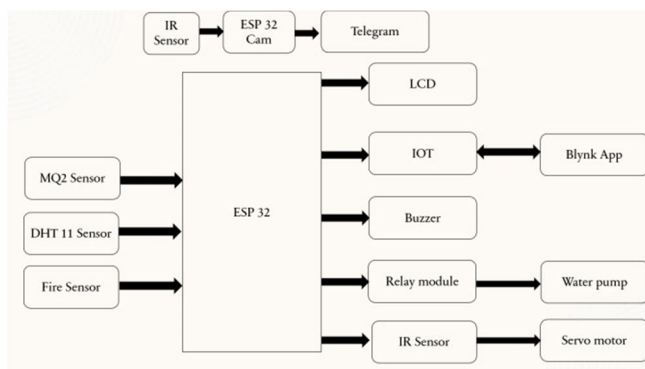 IR
Sensor
ESP 32
Cam
Telegram
LCD
IOT
Blynk App
MQ2 Sensor
ESP 32
Buzzer
DHT 11 Sensor
Fire Sensor
Relay module
Water pump
IR Sensor
Servo motor